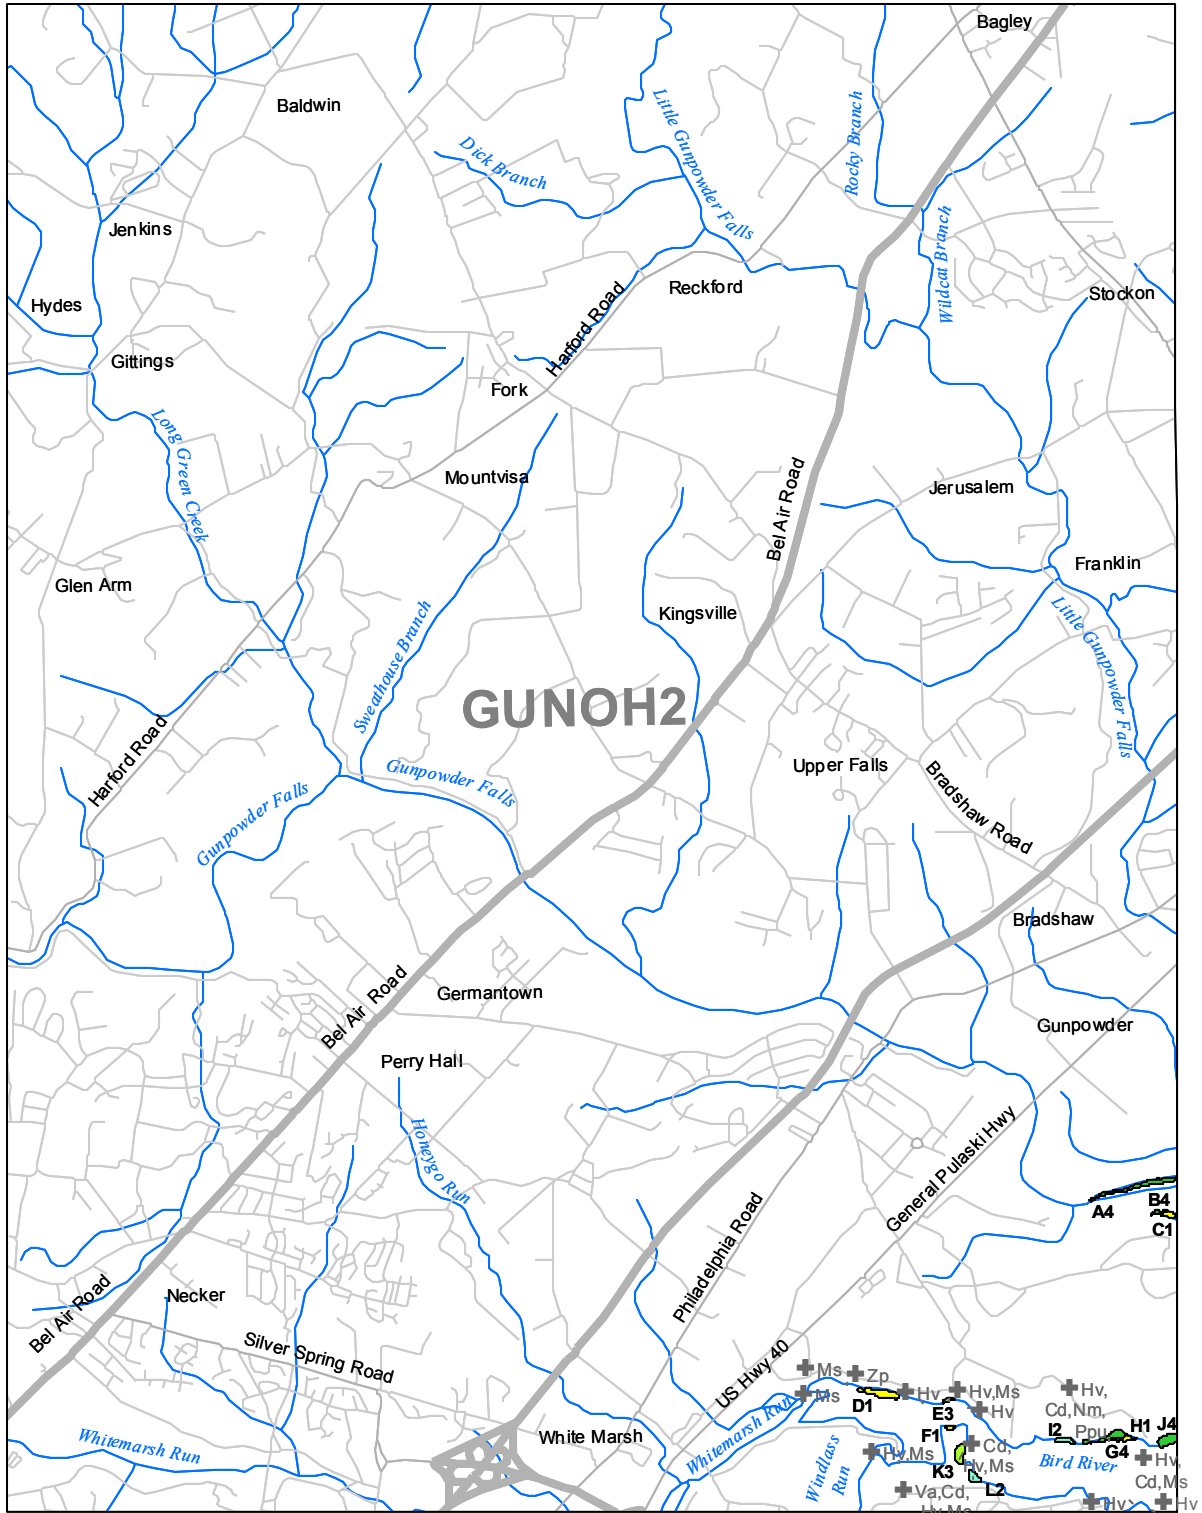 Bagley
Baldwin
Little Gunpowder Falls
Rocky Branch
Dick Branch
Jenkins
Wildcat Branch
Reckford
Stockon
Hydes
Harford Road
Gittings
Fork
Long Green Creek
Mountvisa
Bel Air Road
Jerusalem
Franklin
Glen Arm
Kingsville
Sweathouse Branch
Little Gunpowder Falls
GUNOH2
Harford Road
Gunpowder Falls
Upper Falls
Bradshaw Road
Gunpowder Falls
Bradshaw
Bel Air Road
Germantown
Gunpowder
Perry Hall
Honeygo Run
General Pulaski Hwy
A4
B4
C1
Philadelphia Road
Necker
Bel Air Road
Silver Spring Road
US Hwy 40
Ms
Zp
Ms
D1
Hv
Hv,Ms
E3
Hv
Hv,
Cd,Nm,
Ppu
F1
I2
H1
J4
G4
White Marsh
Whitemarsh Run
Whitemarsh Run
Windlass
Run
Hv,Ms
Cd,
Hv,Ms
K3
L2
Bird River
Hv,
Cd,Ms
Va,Cd,
Hv,Ms
Hv
Hv